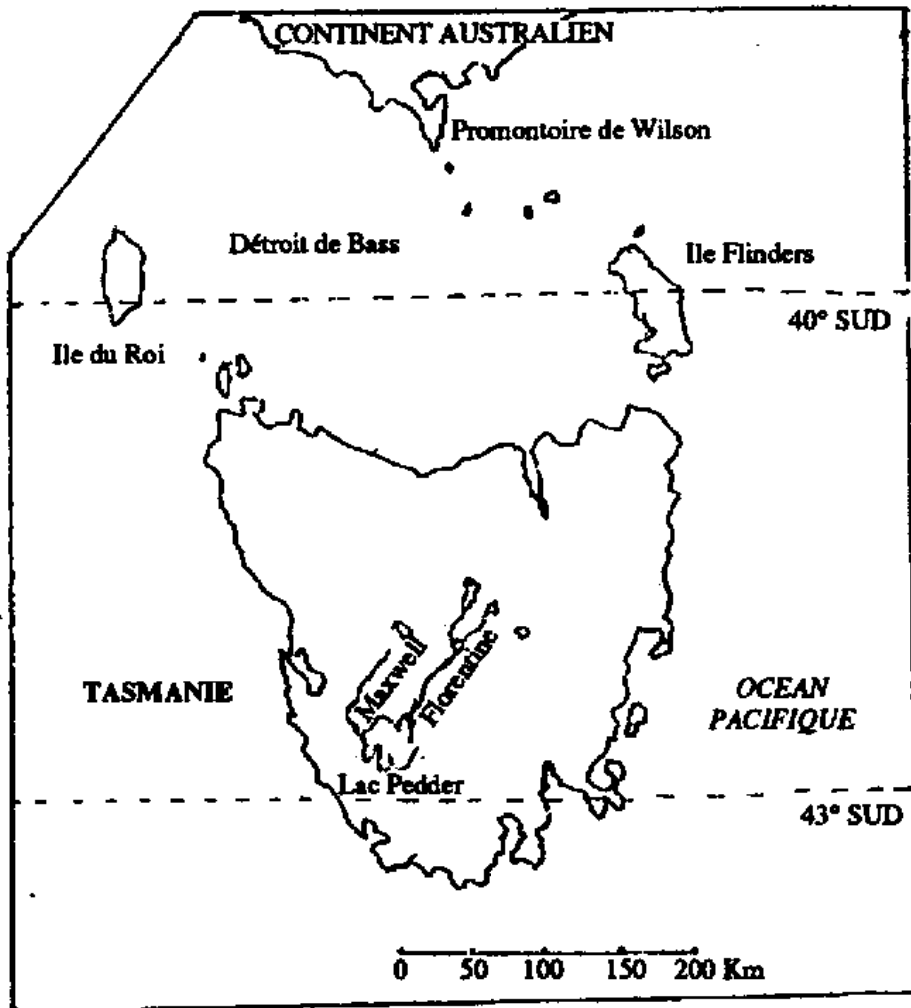 CONTINENT AUSTRALIEN
Promontoire de Wilson
Détroit de Bass
Ile Flinders
40° SUD
Ile du Roi
Maxwell
Florentine
TASMANIE
OCEAN
PACIFIQUE
Lac Pedder
43° SUD
0 50 100 150 200 Km